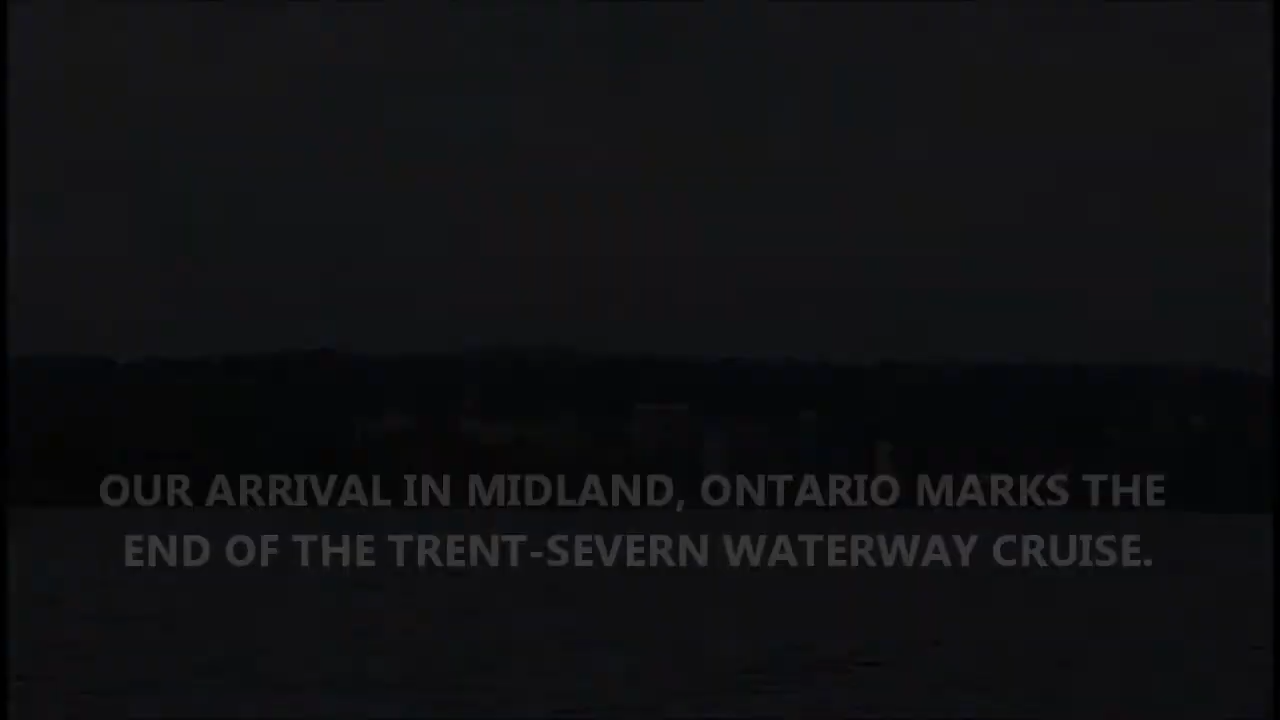 OUR ARRIVAL IN MIDLAND, ONTARIO MARKS THE
END OF THE TRENT-SEVERN WATERWAY CRUISE.